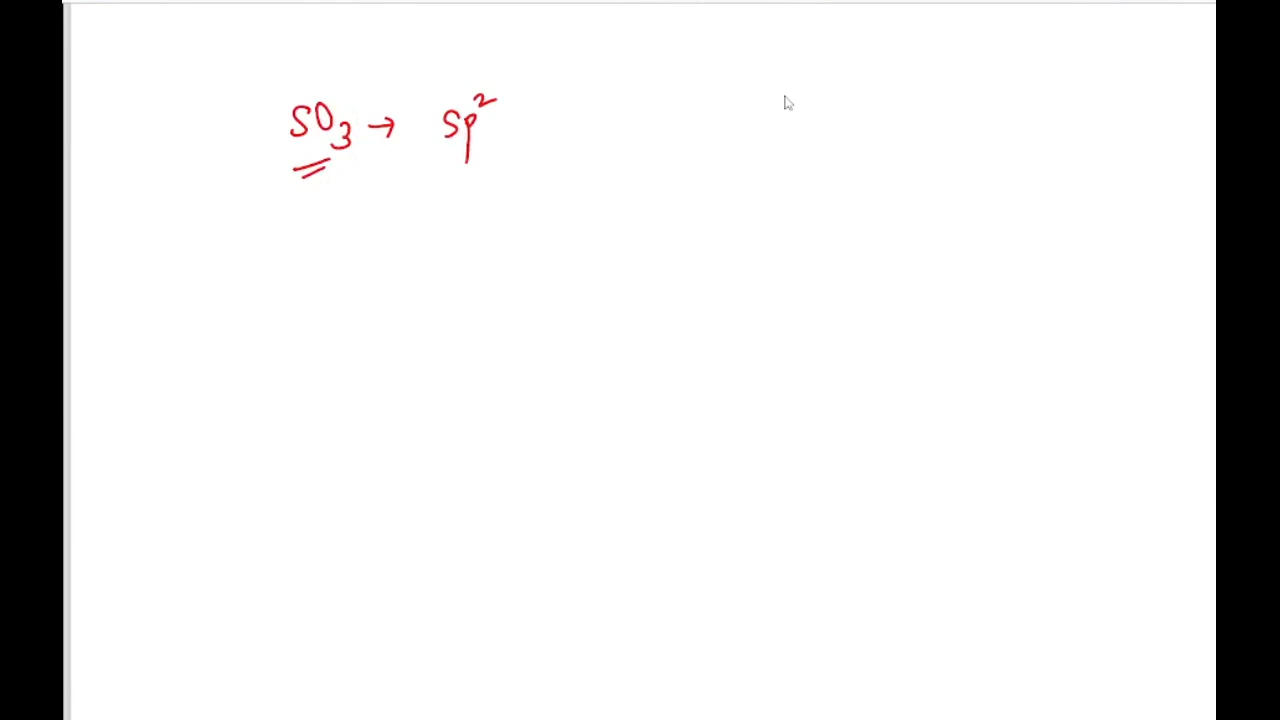 SO₃ → Sp²